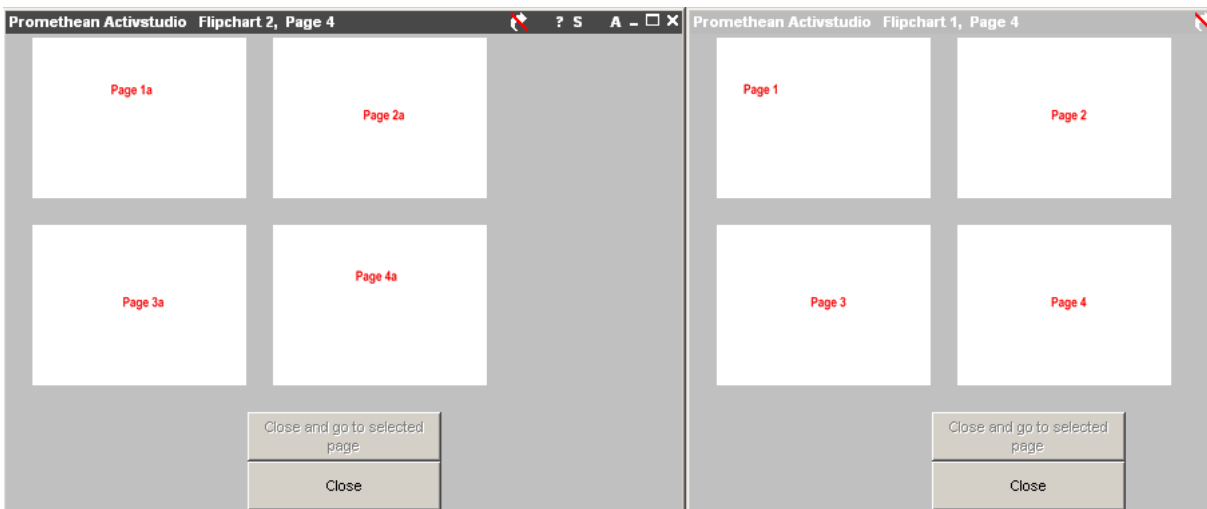 Promethean Activstudio Flipchart 2, Page 4 ? S A
Page 1a
Page 2a
Page 3a
Page 4a
Close and go to selected
page
Close
Promethean Activstudio Flipchart 1, Page 4
Page 1
Page 2
Page 3
Page 4
Close and go to selected
page
Close